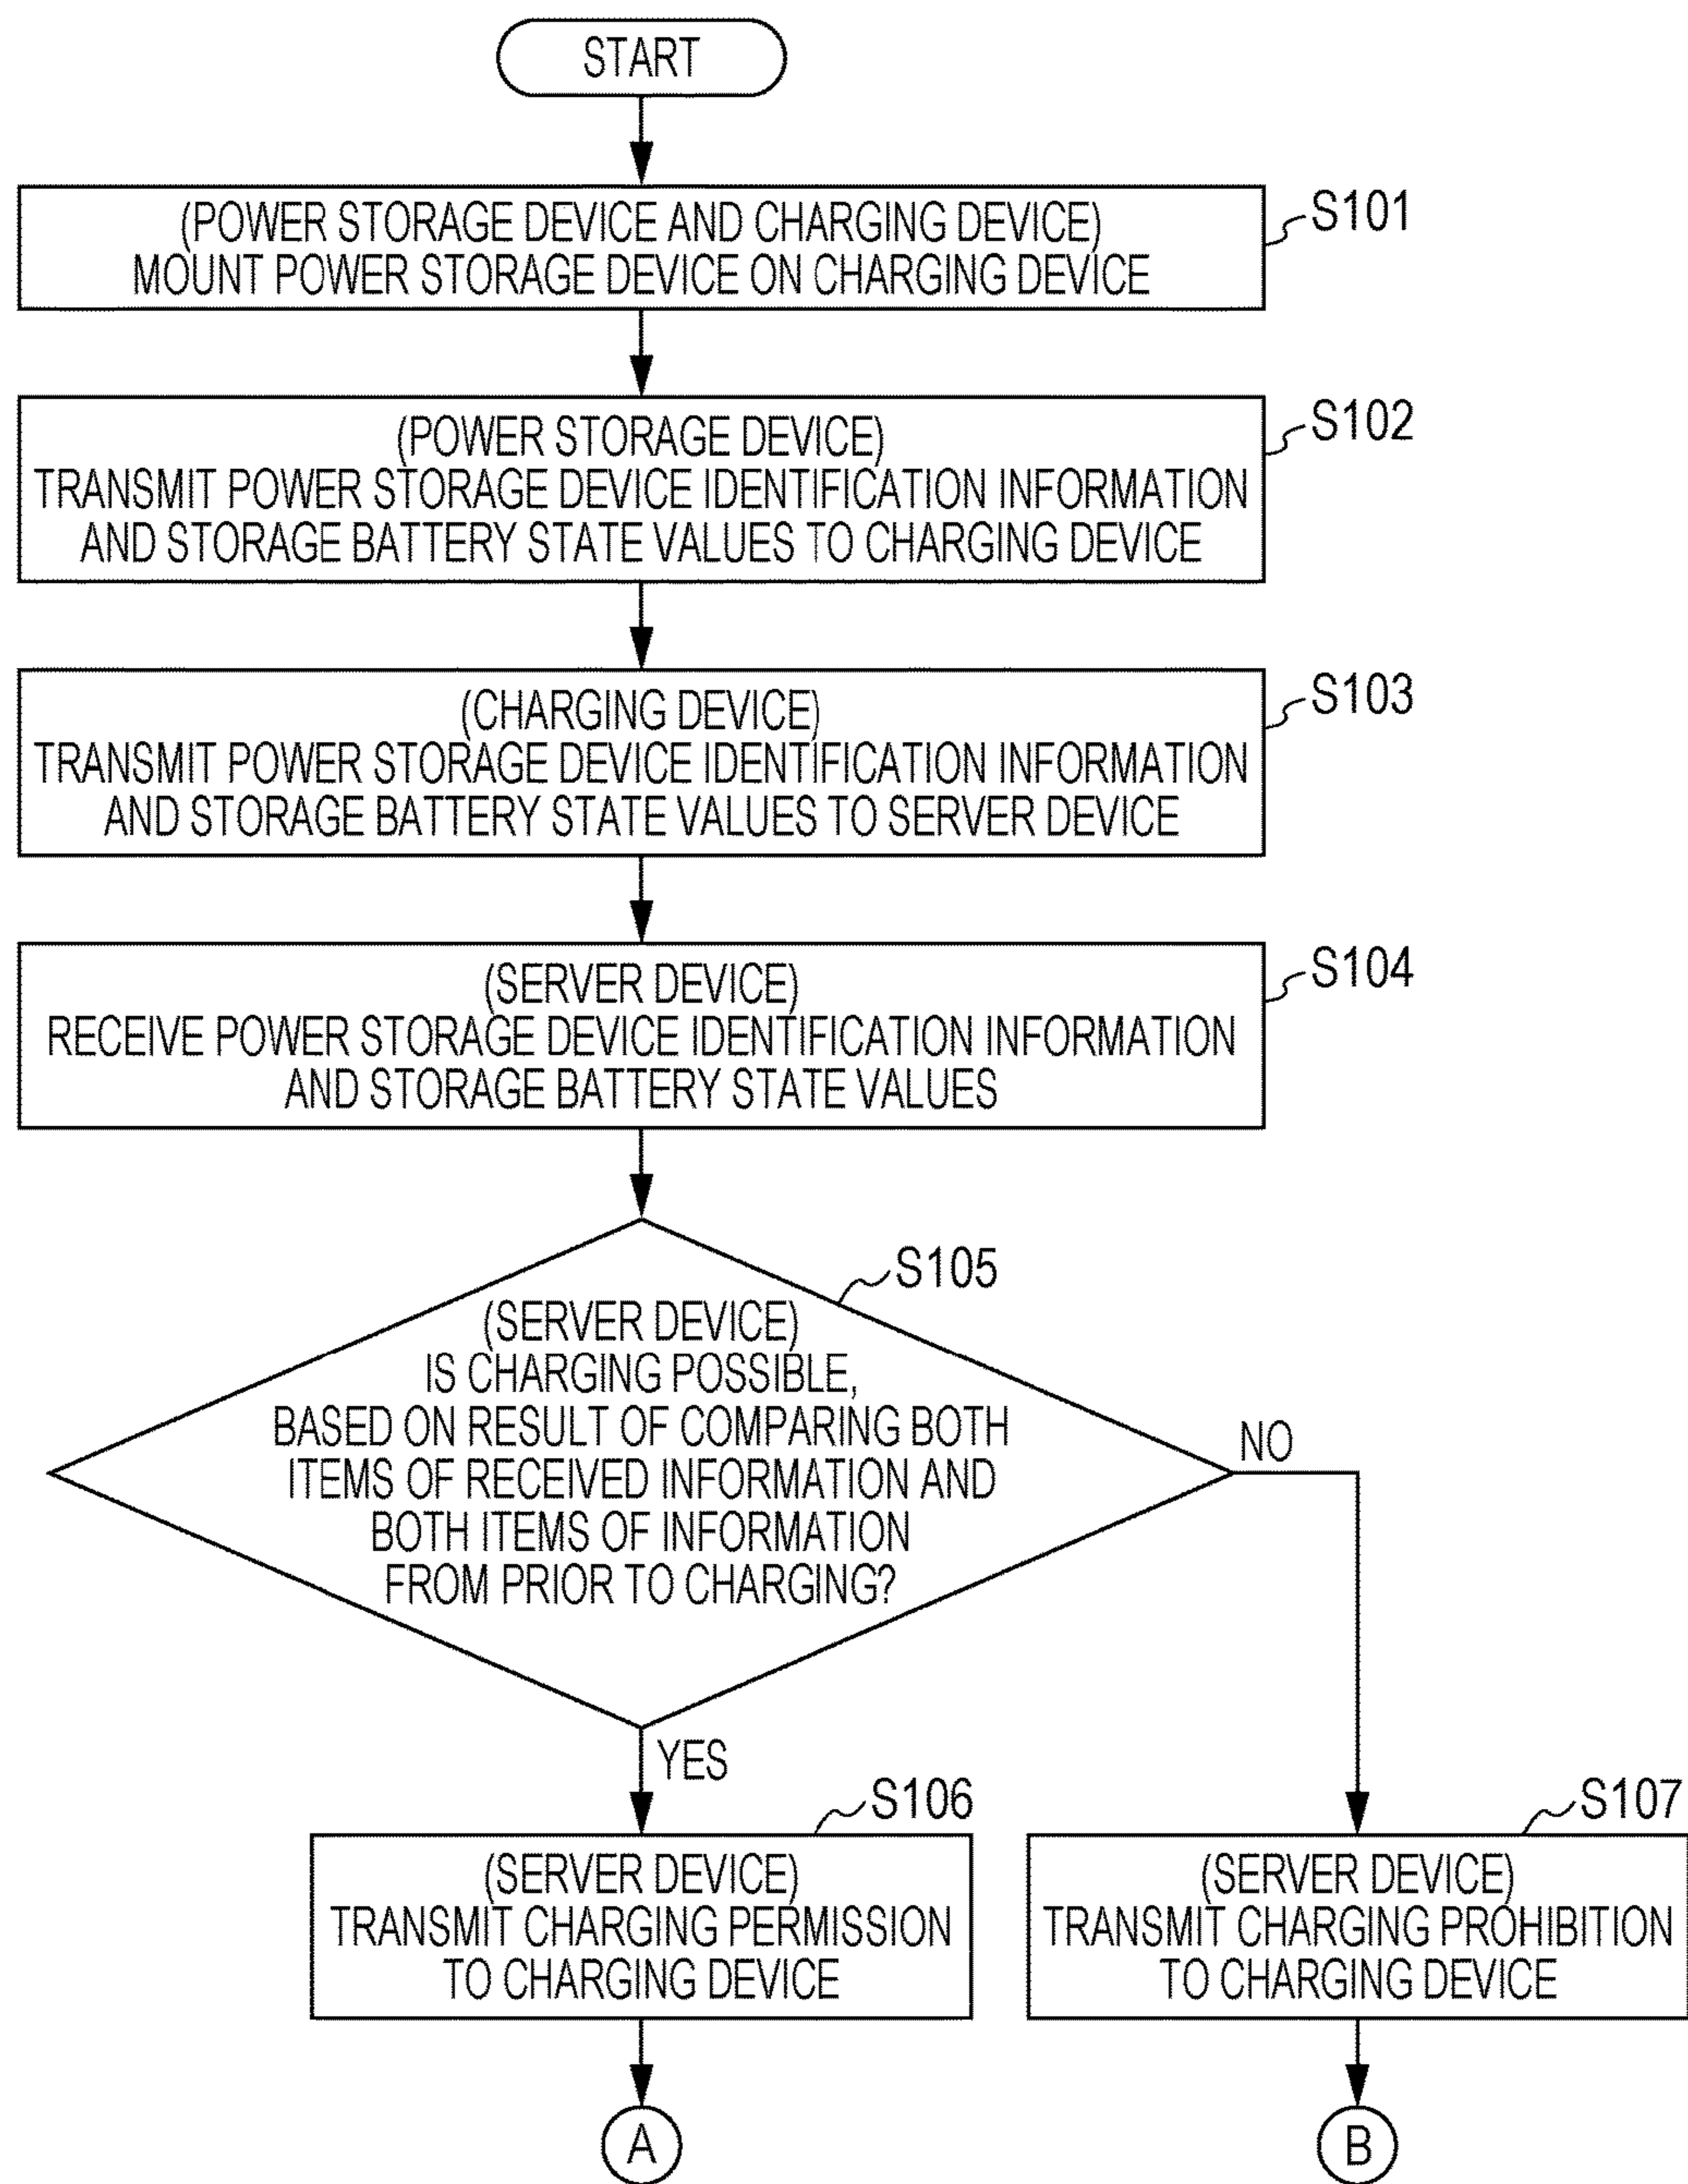 START
S101
(POWER STORAGE DEVICE AND CHARGING DEVICE)
MOUNT POWER STORAGE DEVICE ON CHARGING DEVICE
S102
(POWER STORAGE DEVICE)
TRANSMIT POWER STORAGE DEVICE IDENTIFICATION INFORMATION
AND STORAGE BATTERY STATE VALUES TO CHARGING DEVICE
S103
(CHARGING DEVICE)
TRANSMIT POWER STORAGE DEVICE IDENTIFICATION INFORMATION
AND STORAGE BATTERY STATE VALUES TO SERVER DEVICE
S104
(SERVER DEVICE)
RECEIVE POWER STORAGE DEVICE IDENTIFICATION INFORMATION
AND STORAGE BATTERY STATE VALUES
S105
(SERVER DEVICE)
IS CHARGING POSSIBLE,
BASED ON RESULT OF COMPARING BOTH
ITEMS OF RECEIVED INFORMATION AND
BOTH ITEMS OF INFORMATION
FROM PRIOR TO CHARGING?
NO
YES
S106
(SERVER DEVICE)
TRANSMIT CHARGING PERMISSION
TO CHARGING DEVICE
S107
(SERVER DEVICE)
TRANSMIT CHARGING PROHIBITION
TO CHARGING DEVICE
A
B